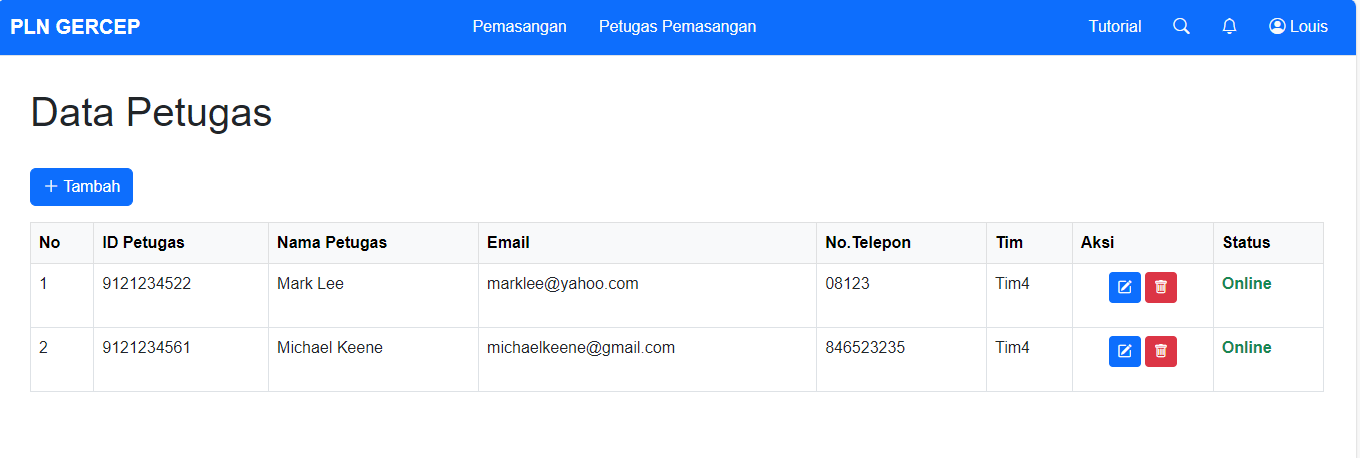 PLN GERCEP Pemasangan Petugas Pemasangan Tutorial Louis
Data Petugas
+ Tambah
No ID Petugas Nama Petugas Email No.Telepon Tim Aksi Status
1 9121234522 Mark Lee marklee@yahoo.com 08123 Tim4 Online
2 9121234561 Michael Keene michaelkeene@gmail.com 846523235 Tim4 Online